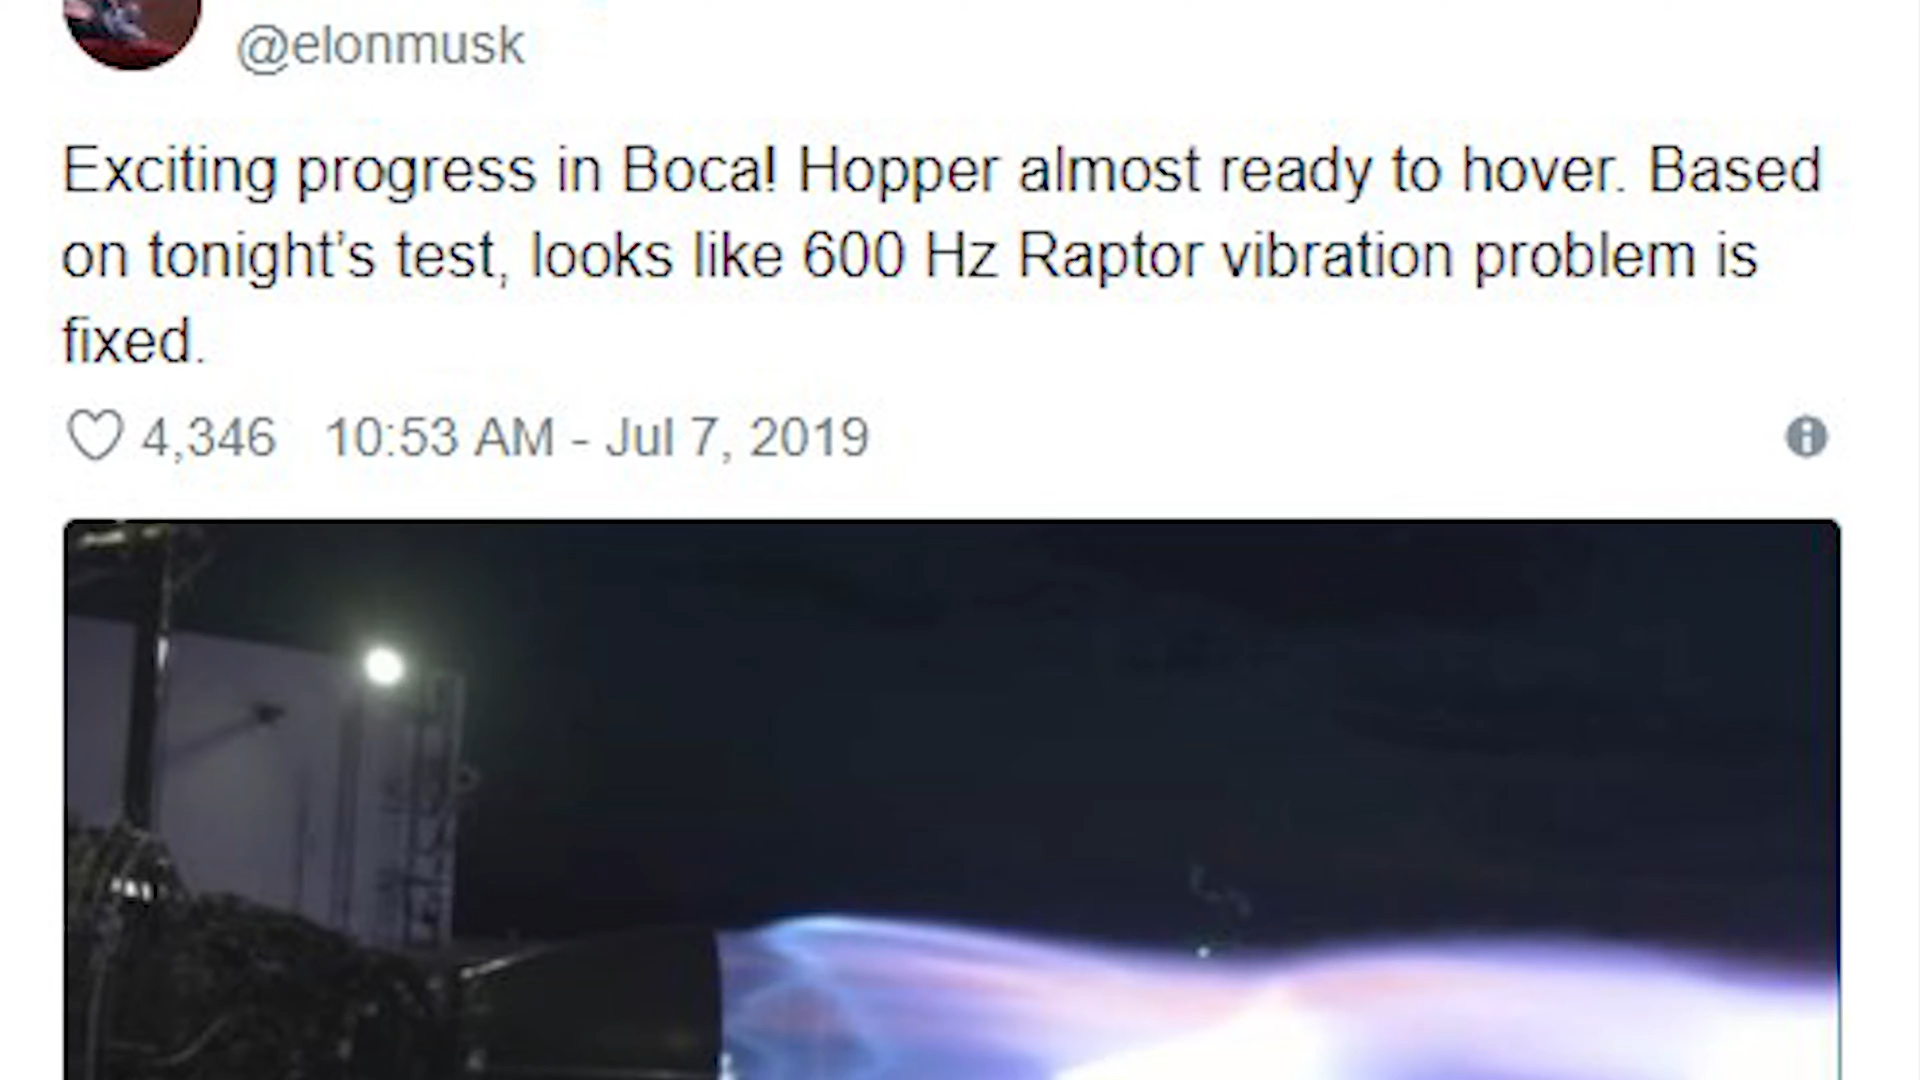 @elonmusk
Exciting progress in Boca! Hopper almost ready to hover. Based
on tonight’s test, looks like 600 Hz Raptor vibration problem is
fixed.
4,346 10:53 AM - Jul 7, 2019